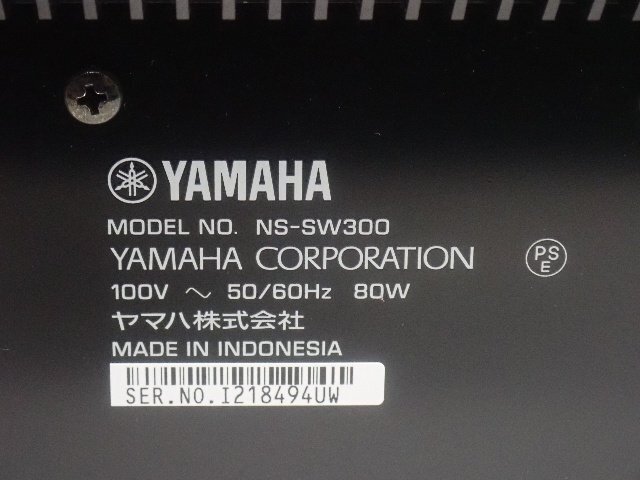 YAMAHA
MODEL NO. NS-SW300
YAMAHA CORPORATION
PS
E
100V ～ 50/60Hz 80W
ヤマハ株式会社
MADE IN INDONESIA
SER.NO.I218494UW